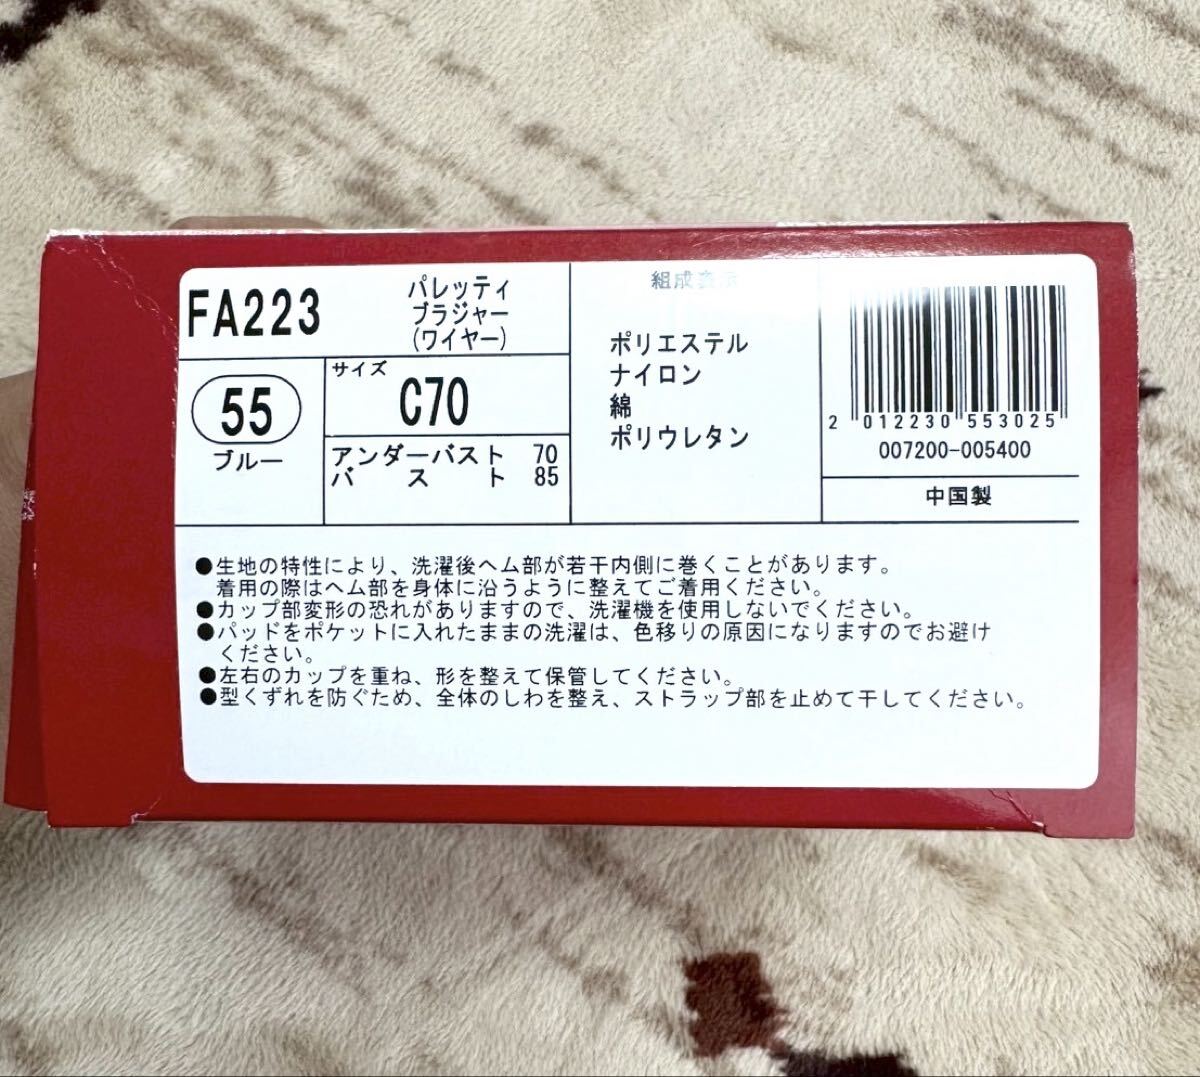 FA223
パレッティ
ブラジャー
(ワイヤー)
55
ブルー
サイズ
C70
アンダーバスト 70
バスト 85
組成表示
ポリエステル
ナイロン
綿
ポリウレタン
2 012230 553025
007200-005400
中国製
●生地の特性により、洗濯後ヘム部が若干内側に巻くことがあります。
着用の際はヘム部を身体に沿うように整えてご着用ください。
●カップ部変形の恐れがありますので、洗濯機を使用しないでください。
●パッドをポケットに入れたままの洗濯は、色移りの原因になりますのでお避け
ください。
●左右のカップを重ね、形を整えて保管してください。
●型くずれを防ぐため、全体のしわを整え、ストラップ部を止めて干してください。